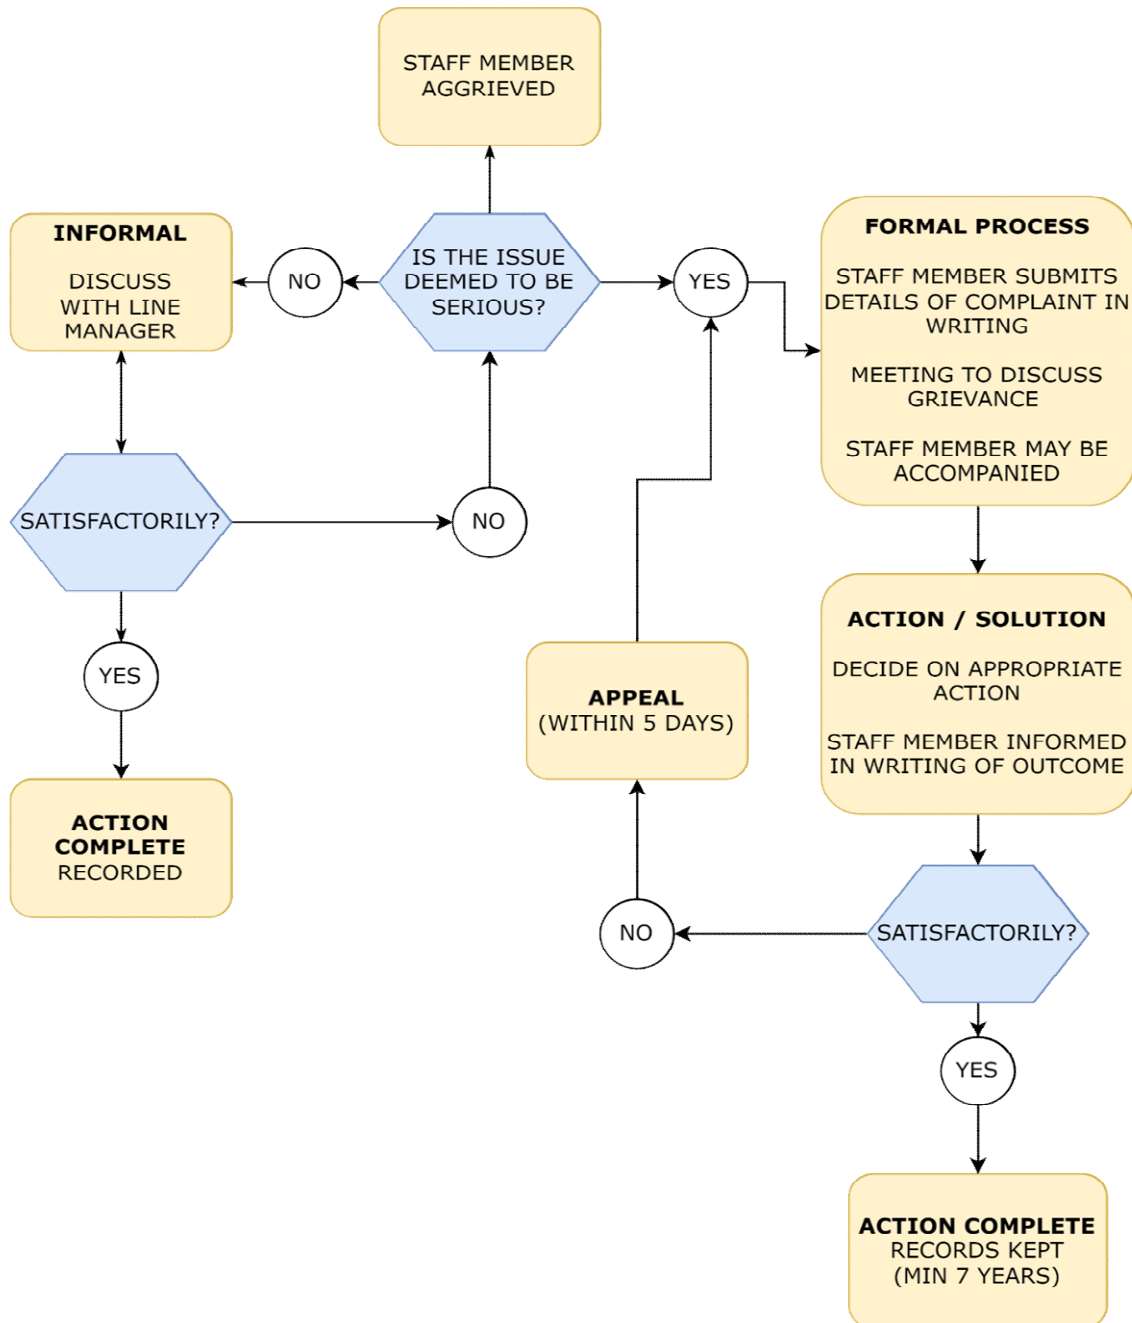 STAFF MEMBER
AGGRIEVED
INFORMAL
DISCUSS
WITH LINE
MANAGER
NO
IS THE ISSUE
DEEMED TO BE
SERIOUS?
YES
FORMAL PROCESS
STAFF MEMBER SUBMITS
DETAILS OF COMPLAINT IN
WRITING
MEETING TO DISCUSS
GRIEVANCE
STAFF MEMBER MAY BE
ACCOMPANIED
SATISFACTORILY?
NO
YES
ACTION
COMPLETE
RECORDED
APPEAL
(WITHIN 5 DAYS)
ACTION / SOLUTION
DECIDE ON APPROPRIATE
ACTION
STAFF MEMBER INFORMED
IN WRITING OF OUTCOME
NO
SATISFACTORILY?
YES
ACTION COMPLETE
RECORDS KEPT
(MIN 7 YEARS)